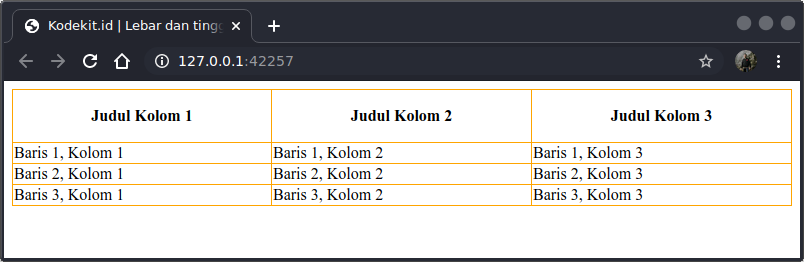 Kodekit.id | Lebar dan tingg
127.0.0.1:42257
Judul Kolom 1 Judul Kolom 2 Judul Kolom 3
Baris 1, Kolom 1 Baris 1, Kolom 2 Baris 1, Kolom 3
Baris 2, Kolom 1 Baris 2, Kolom 2 Baris 2, Kolom 3
Baris 3, Kolom 1 Baris 3, Kolom 2 Baris 3, Kolom 3